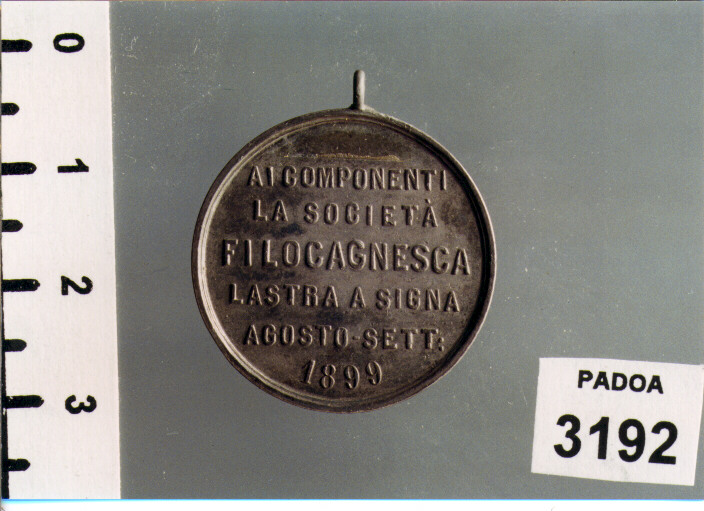 0
1
2
3
AI COMPONENTI
LA SOCIETÀ
FILOCAGNESCA
LASTRA A SIGNA
AGOSTO-SETT:
1899
PADOA
3192